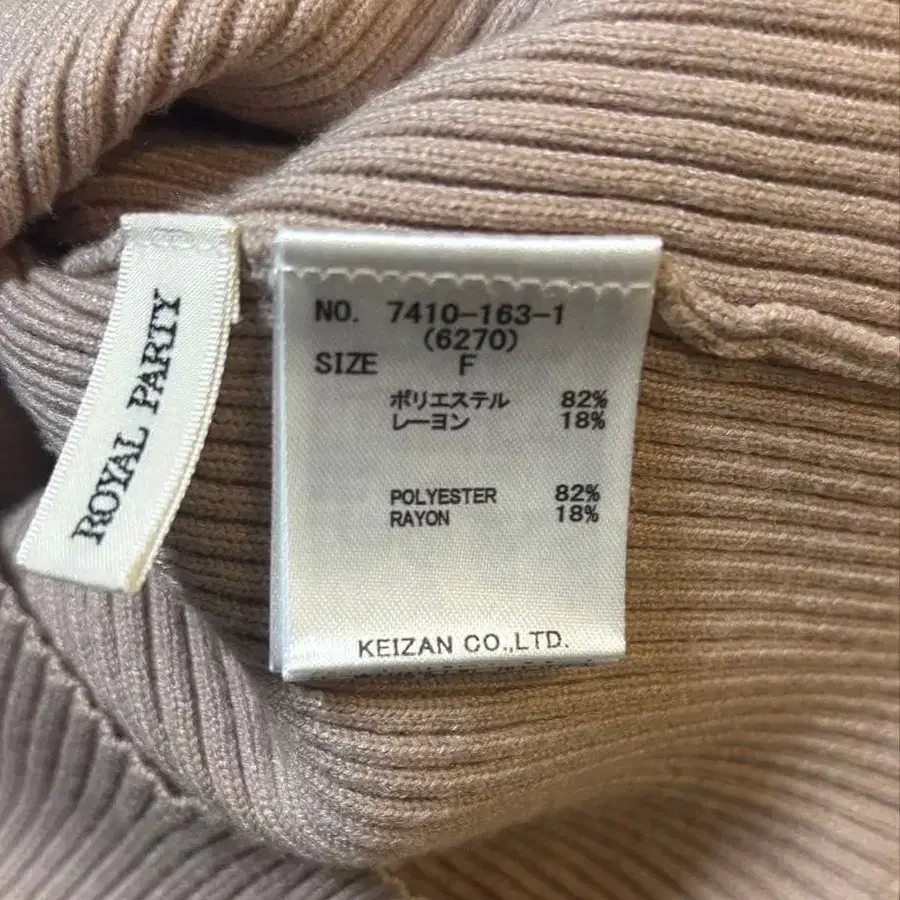 ROYAL PARTY
NO. 7410-163-1
(6270)
SIZE F
ポリエステル 82%
レーヨン 18%
POLYESTER 82%
RAYON 18%
KEIZAN CO.,LTD.